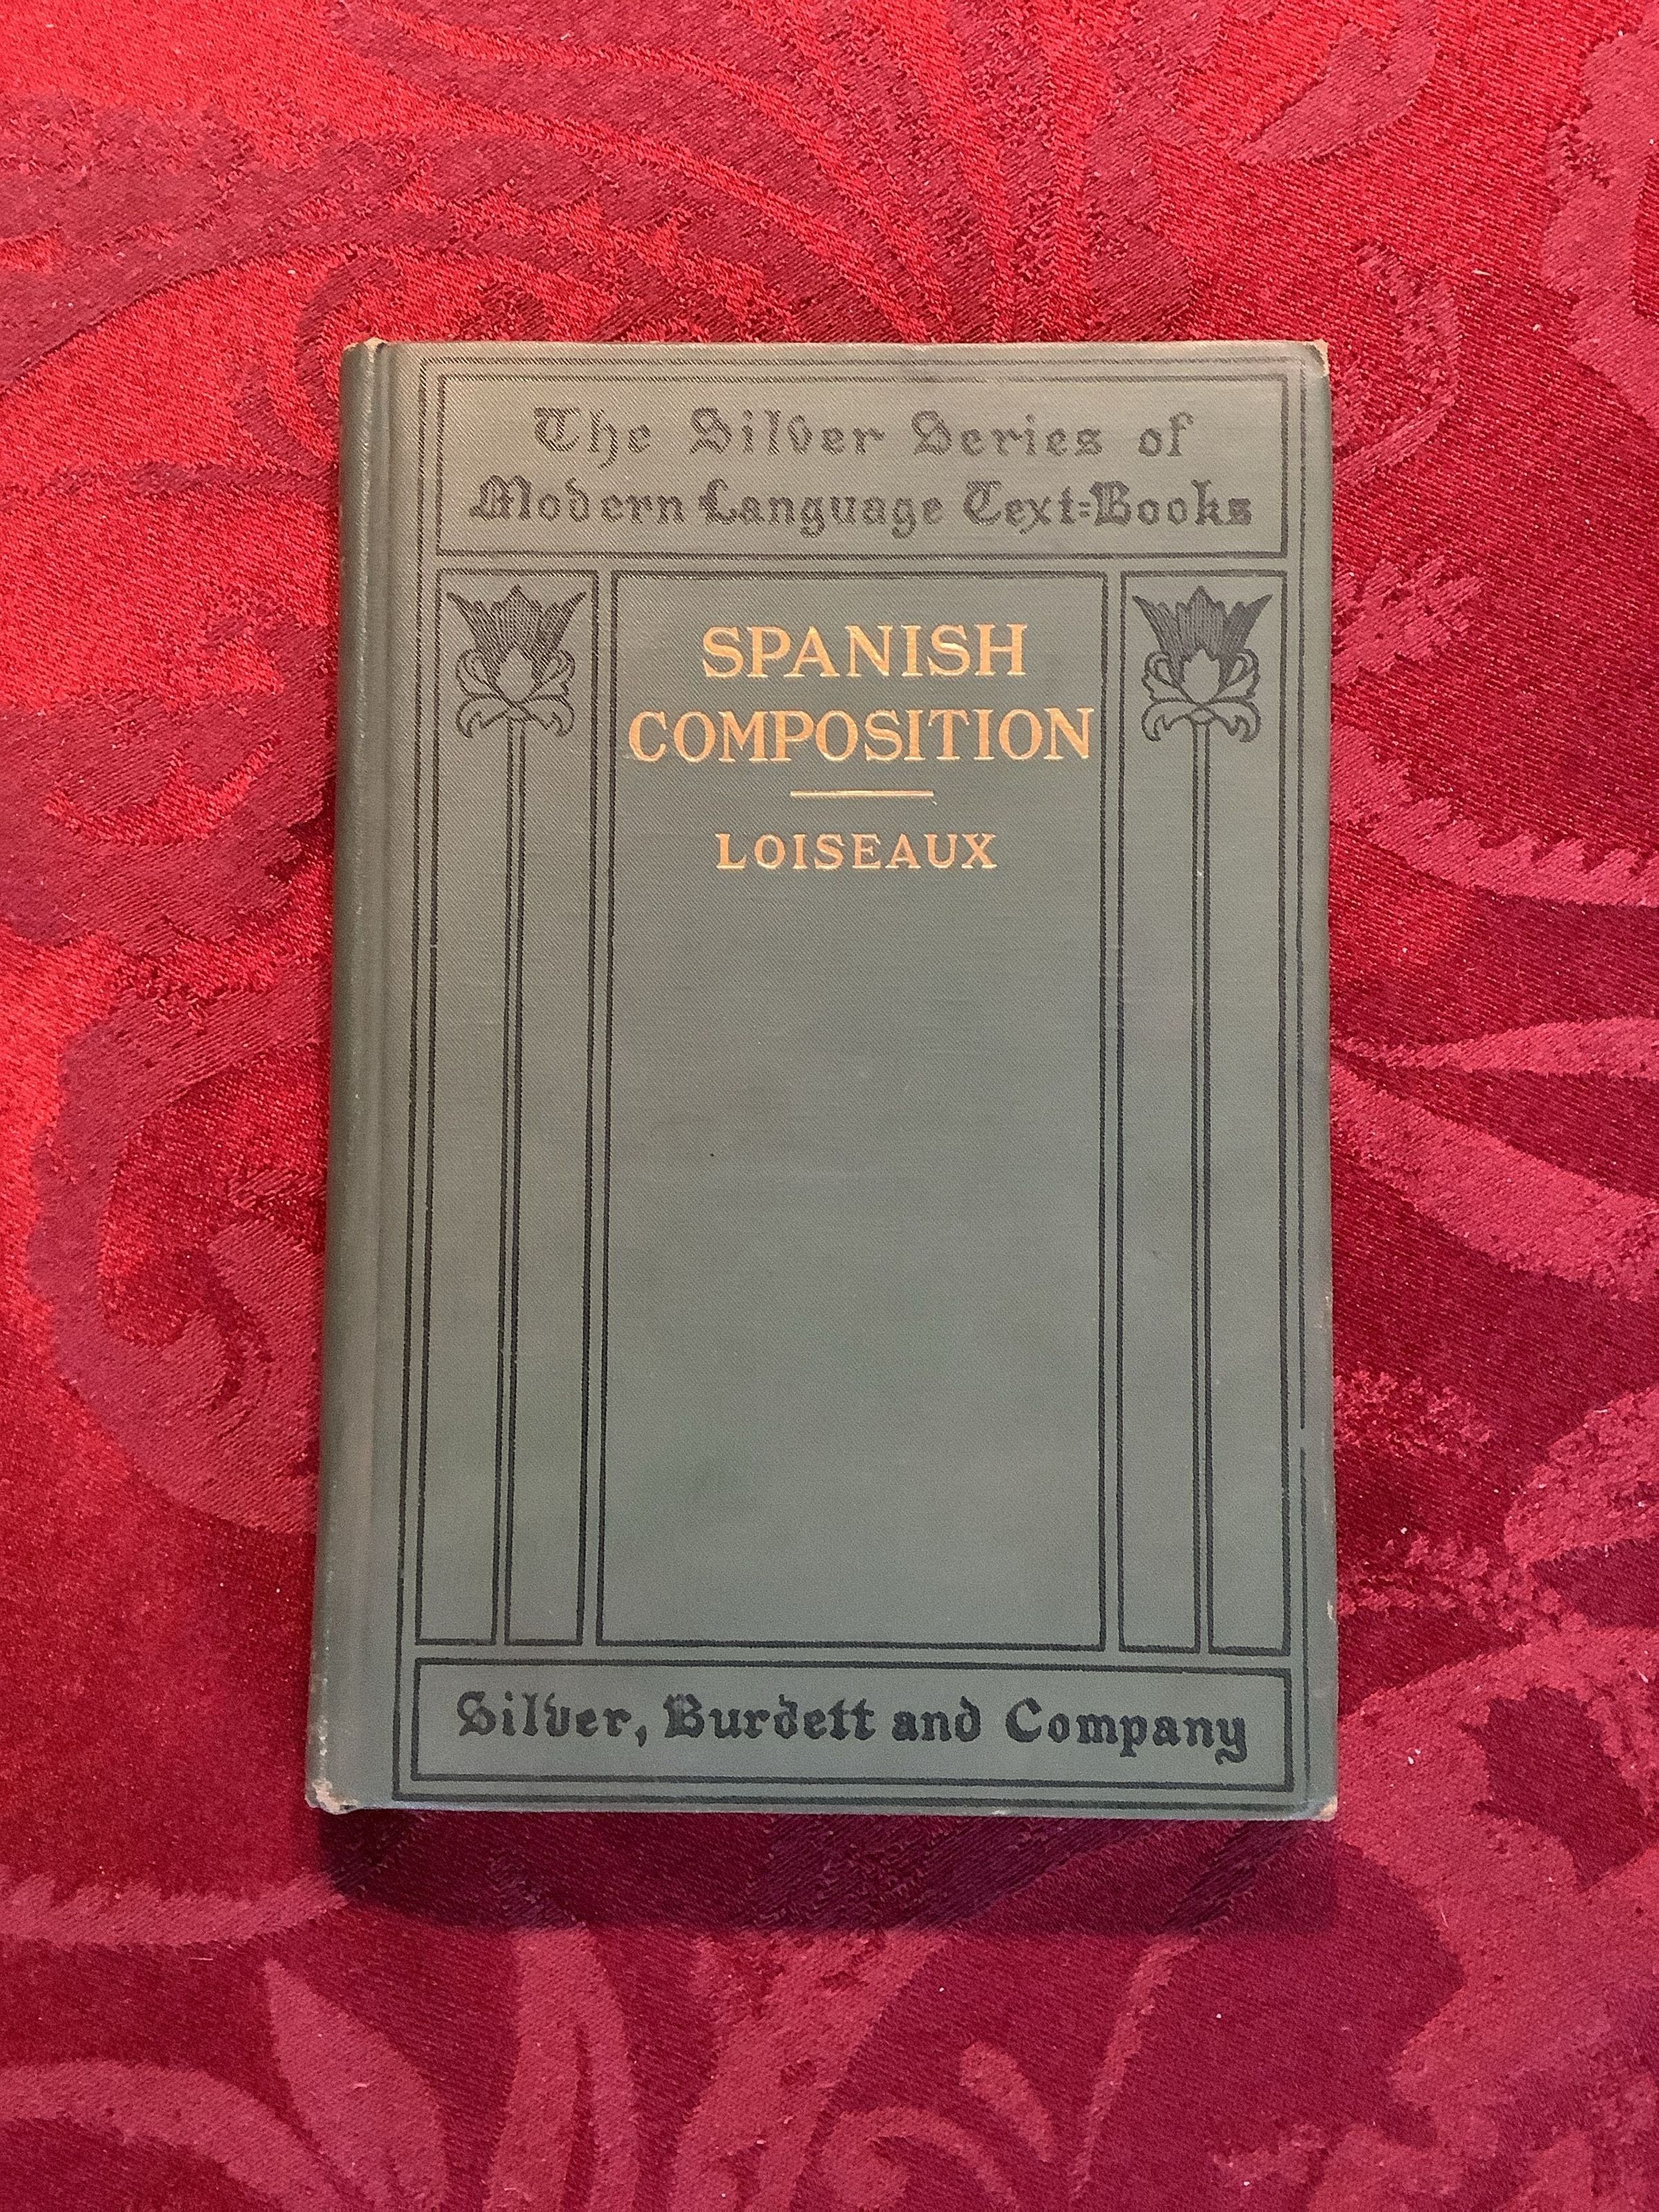 The Silver Series of
Modern Language Text=Books
SPANISH
COMPOSITION
LOISEAUX
Silver, Burdett and Company